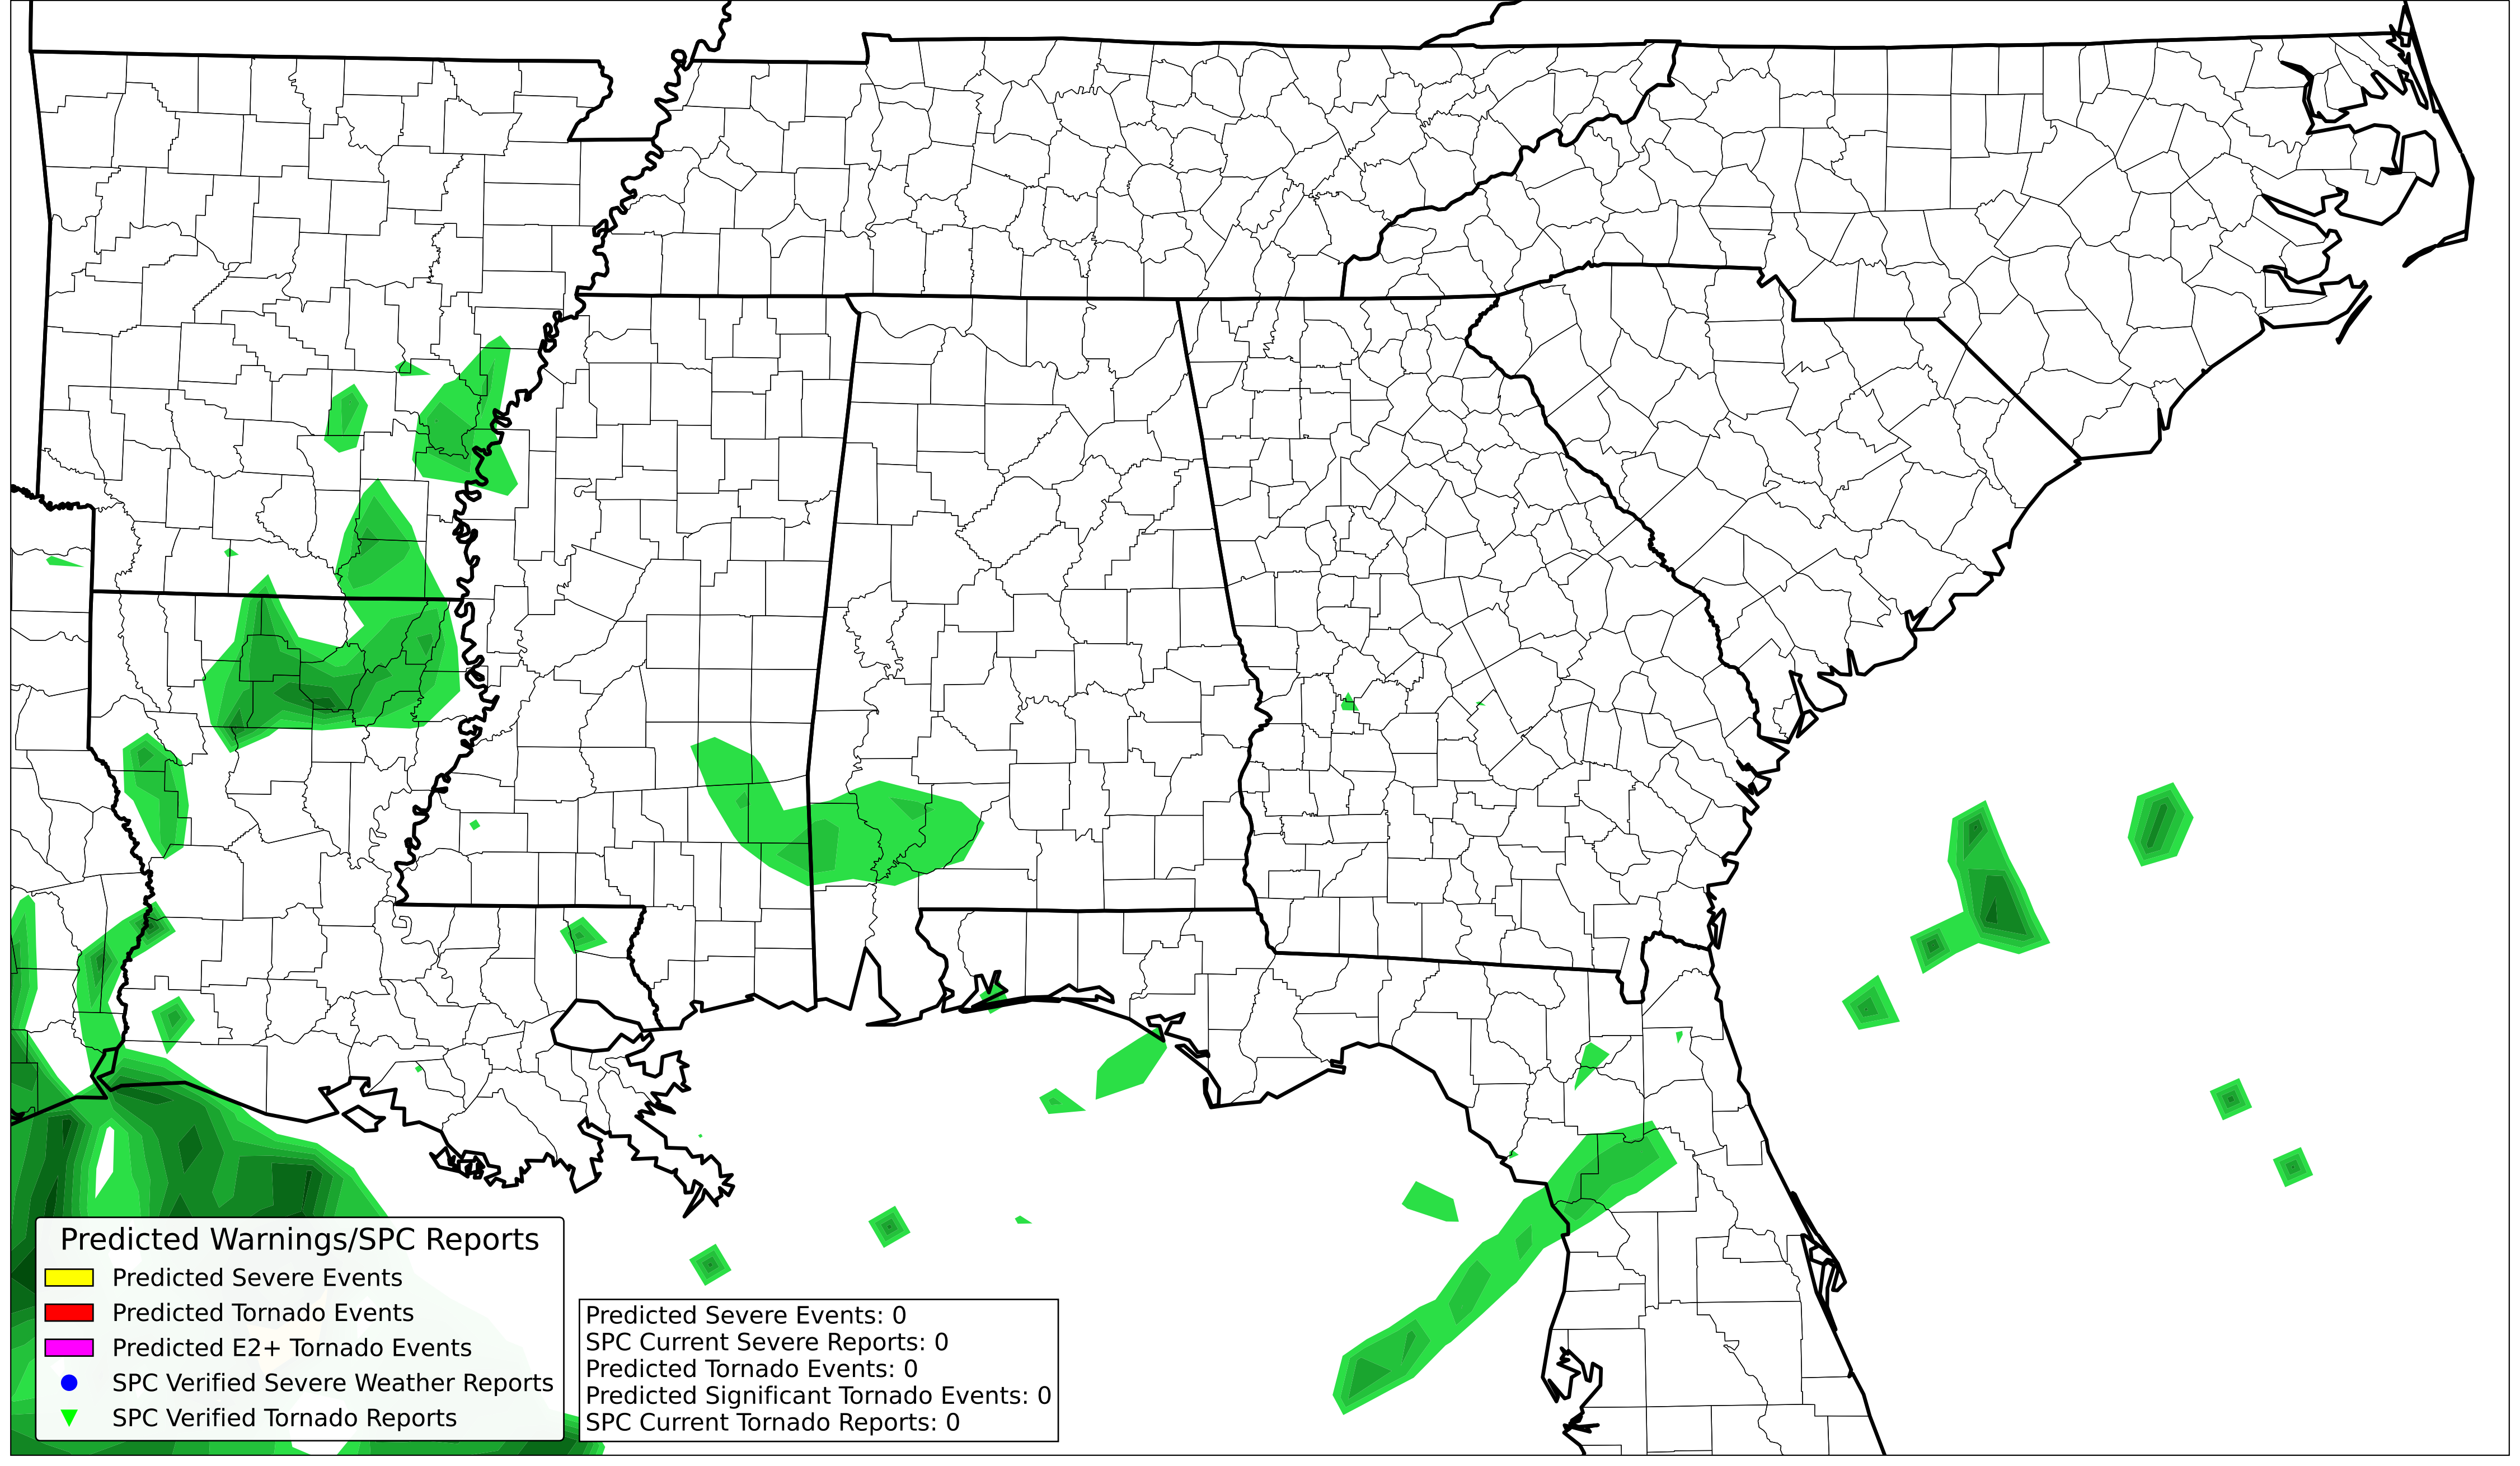 Predicted Warnings/SPC Reports
Predicted Severe Events
Predicted Tornado Events
Predicted E2+ Tornado Events
SPC Verified Severe Weather Reports
SPC Verified Tornado Reports
Predicted Severe Events: 0
SPC Current Severe Reports: 0
Predicted Tornado Events: 0
Predicted Significant Tornado Events: 0
SPC Current Tornado Reports: 0